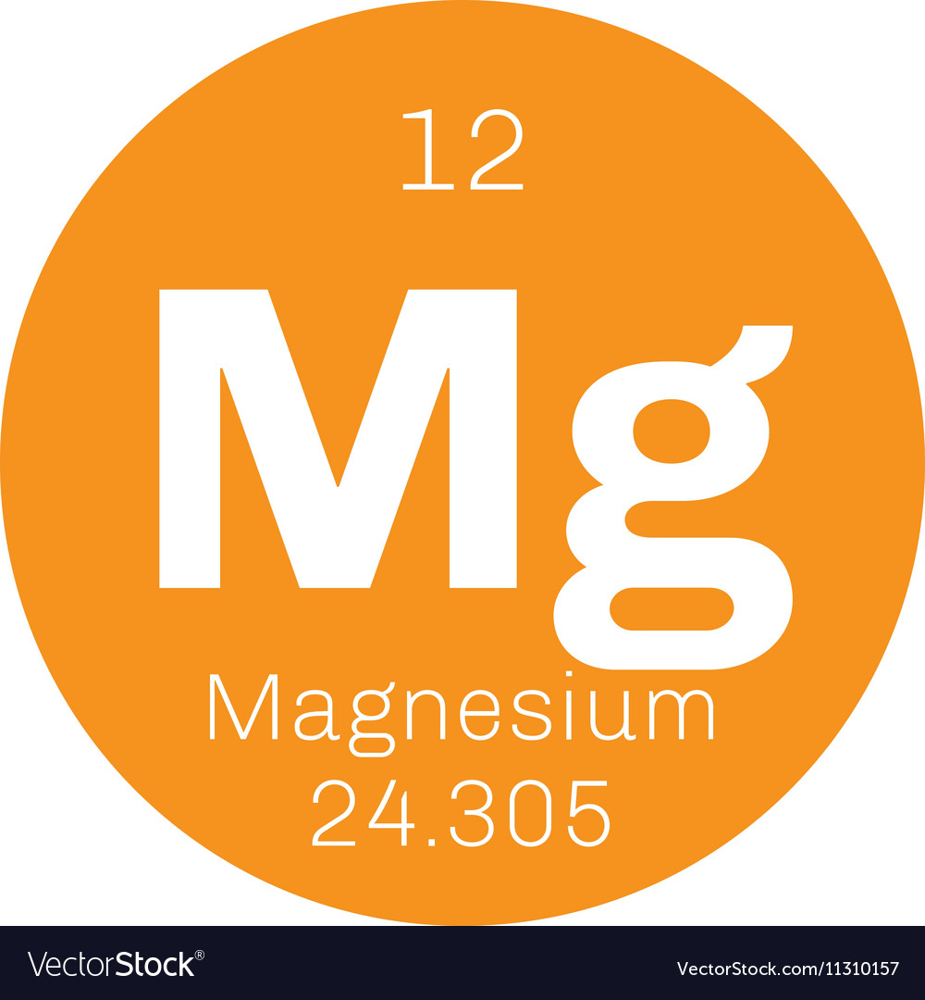 12
Mg
Magnesium
24.305
VectorStock®
VectorStock.com/11310157